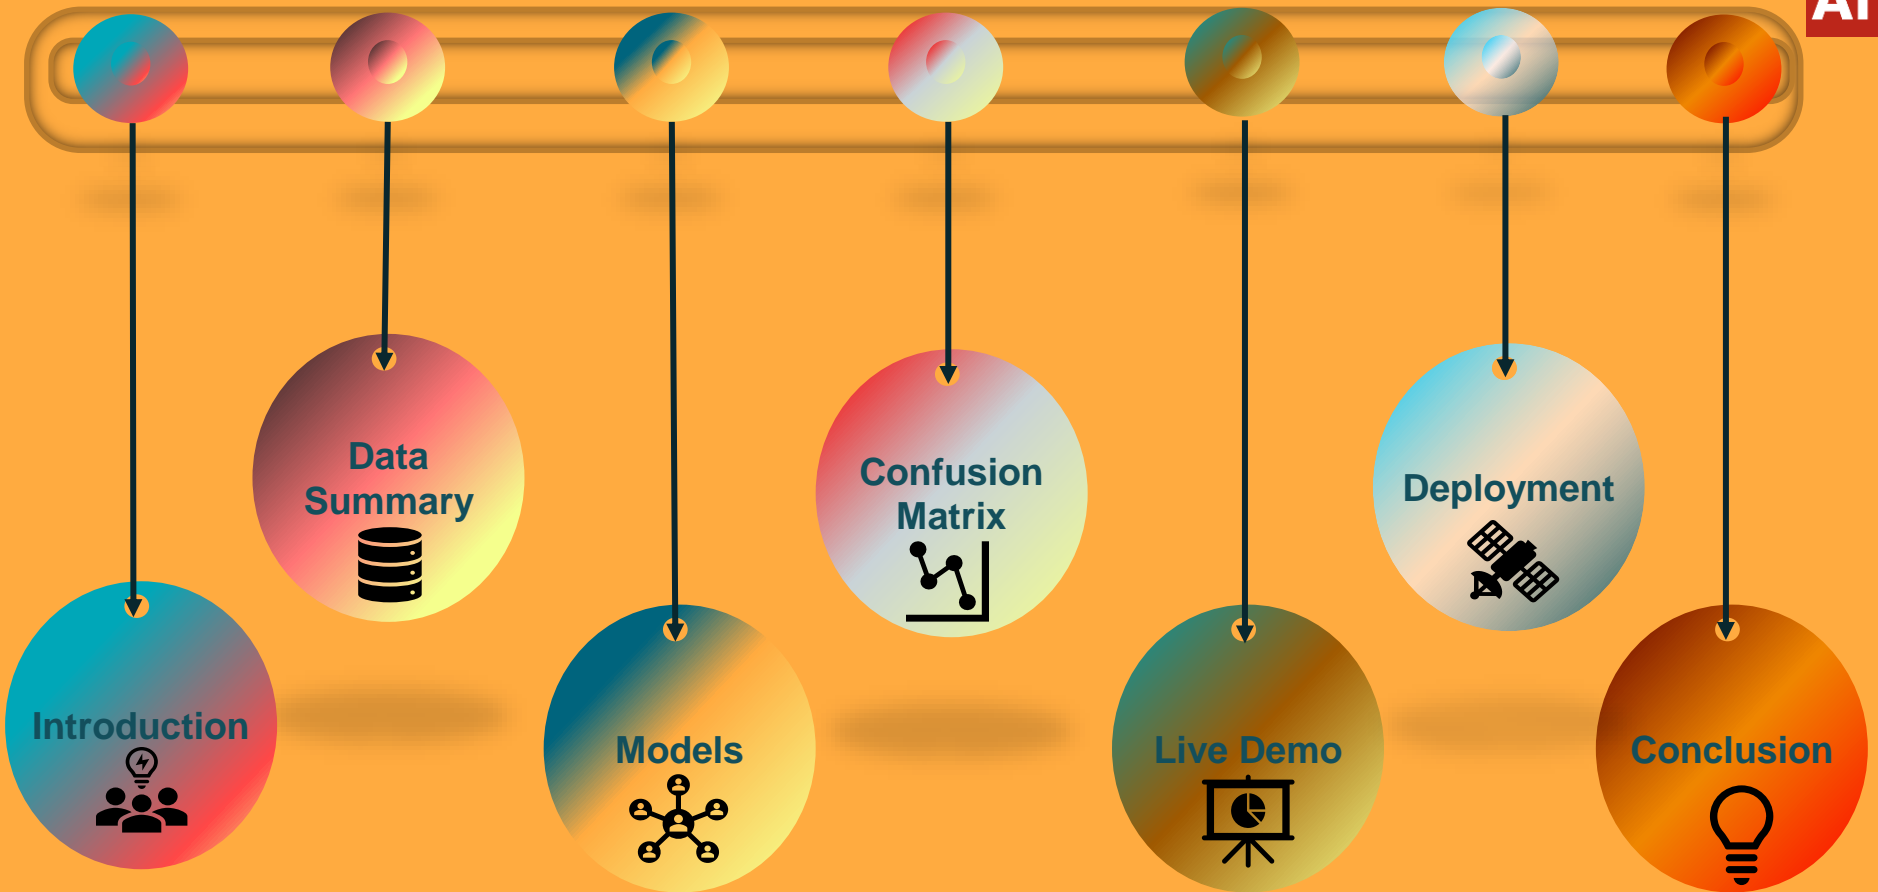 AI
Introduction
Data
Summary
Models
Confusion
Matrix
Live Demo
Deployment
Conclusion